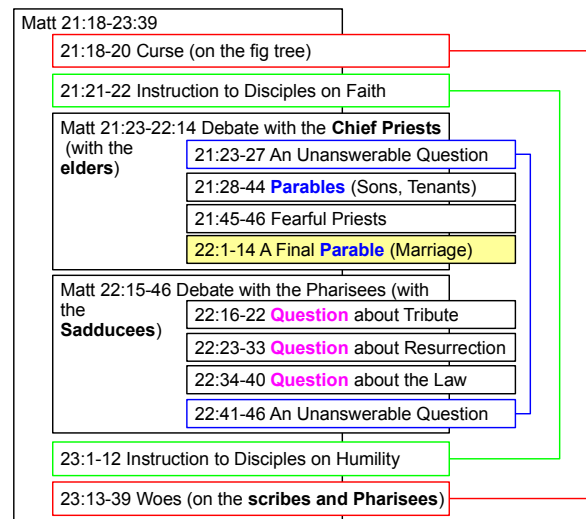 Matt 21:18-23:39
21:18-20 Curse (on the fig tree)
21:21-22 Instruction to Disciples on Faith
Matt 21:23-22:14 Debate with the Chief Priests
(with the
elders)
21:23-27 An Unanswerable Question
21:28-44 Parables (Sons, Tenants)
21:45-46 Fearful Priests
22:1-14 A Final Parable (Marriage)
Matt 22:15-46 Debate with the Pharisees (with
the
Sadducees)
22:16-22 Question about Tribute
22:23-33 Question about Resurrection
22:34-40 Question about the Law
22:41-46 An Unanswerable Question
23:1-12 Instruction to Disciples on Humility
23:13-39 Woes (on the scribes and Pharisees)